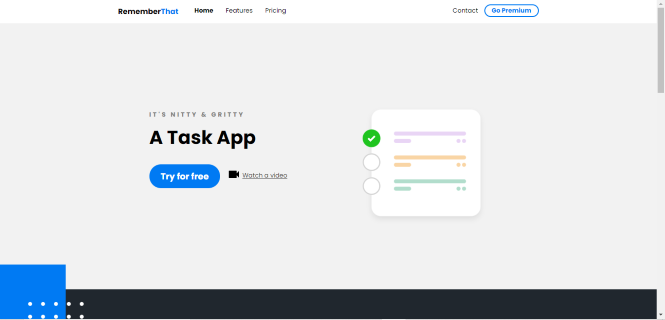 RememberThat Home Features Pricing Contact Go Premium
IT'S NITTY & GRITTY
A Task App
Try for free Watch a video